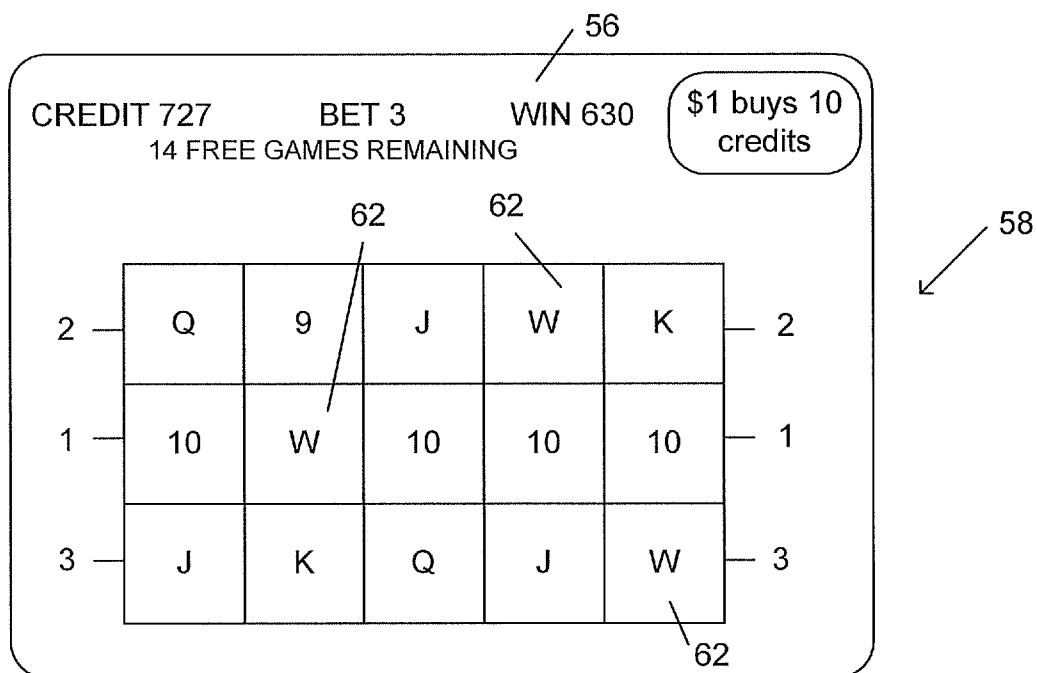 56
CREDIT 727 BET 3 WIN 630 $1 buys 10 credits
14 FREE GAMES REMAINING
62 62
58
2 Q 9 J W K 2
1 10 W 10 10 10 1
3 J K Q J W 3
62